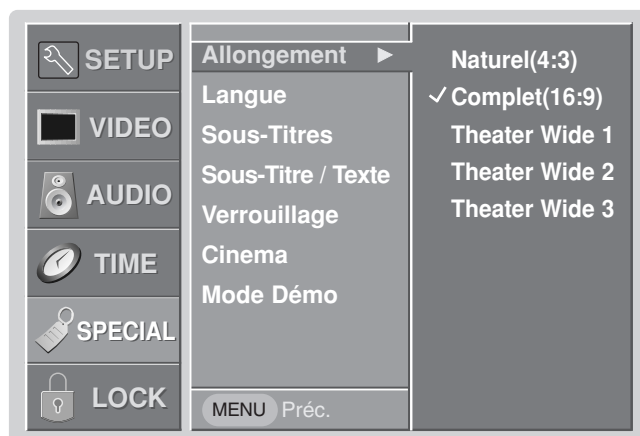 SETUP
VIDEO
AUDIO
TIME
SPECIAL
LOCK
Allongement ►
Langue
Sous-Titres
Sous-Titre / Texte
Verrouillage
Cinema
Mode Démo
MENU Préc.
Naturel(4:3)
✓ Complet(16:9)
Theater Wide 1
Theater Wide 2
Theater Wide 3